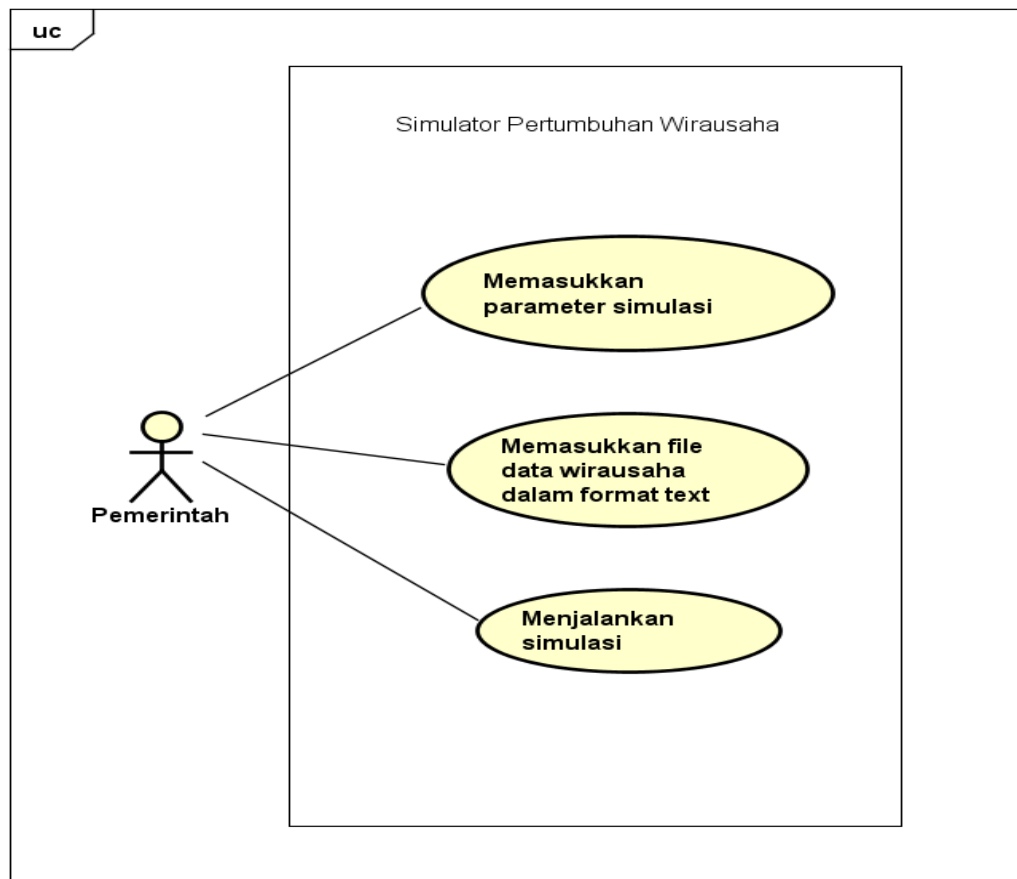 uc
Simulator Pertumbuhan Wirausaha
Memasukkan
parameter simulasi
Memasukkan file
data wirausaha
dalam format text
Pemerintah
Menjalankan
simulasi